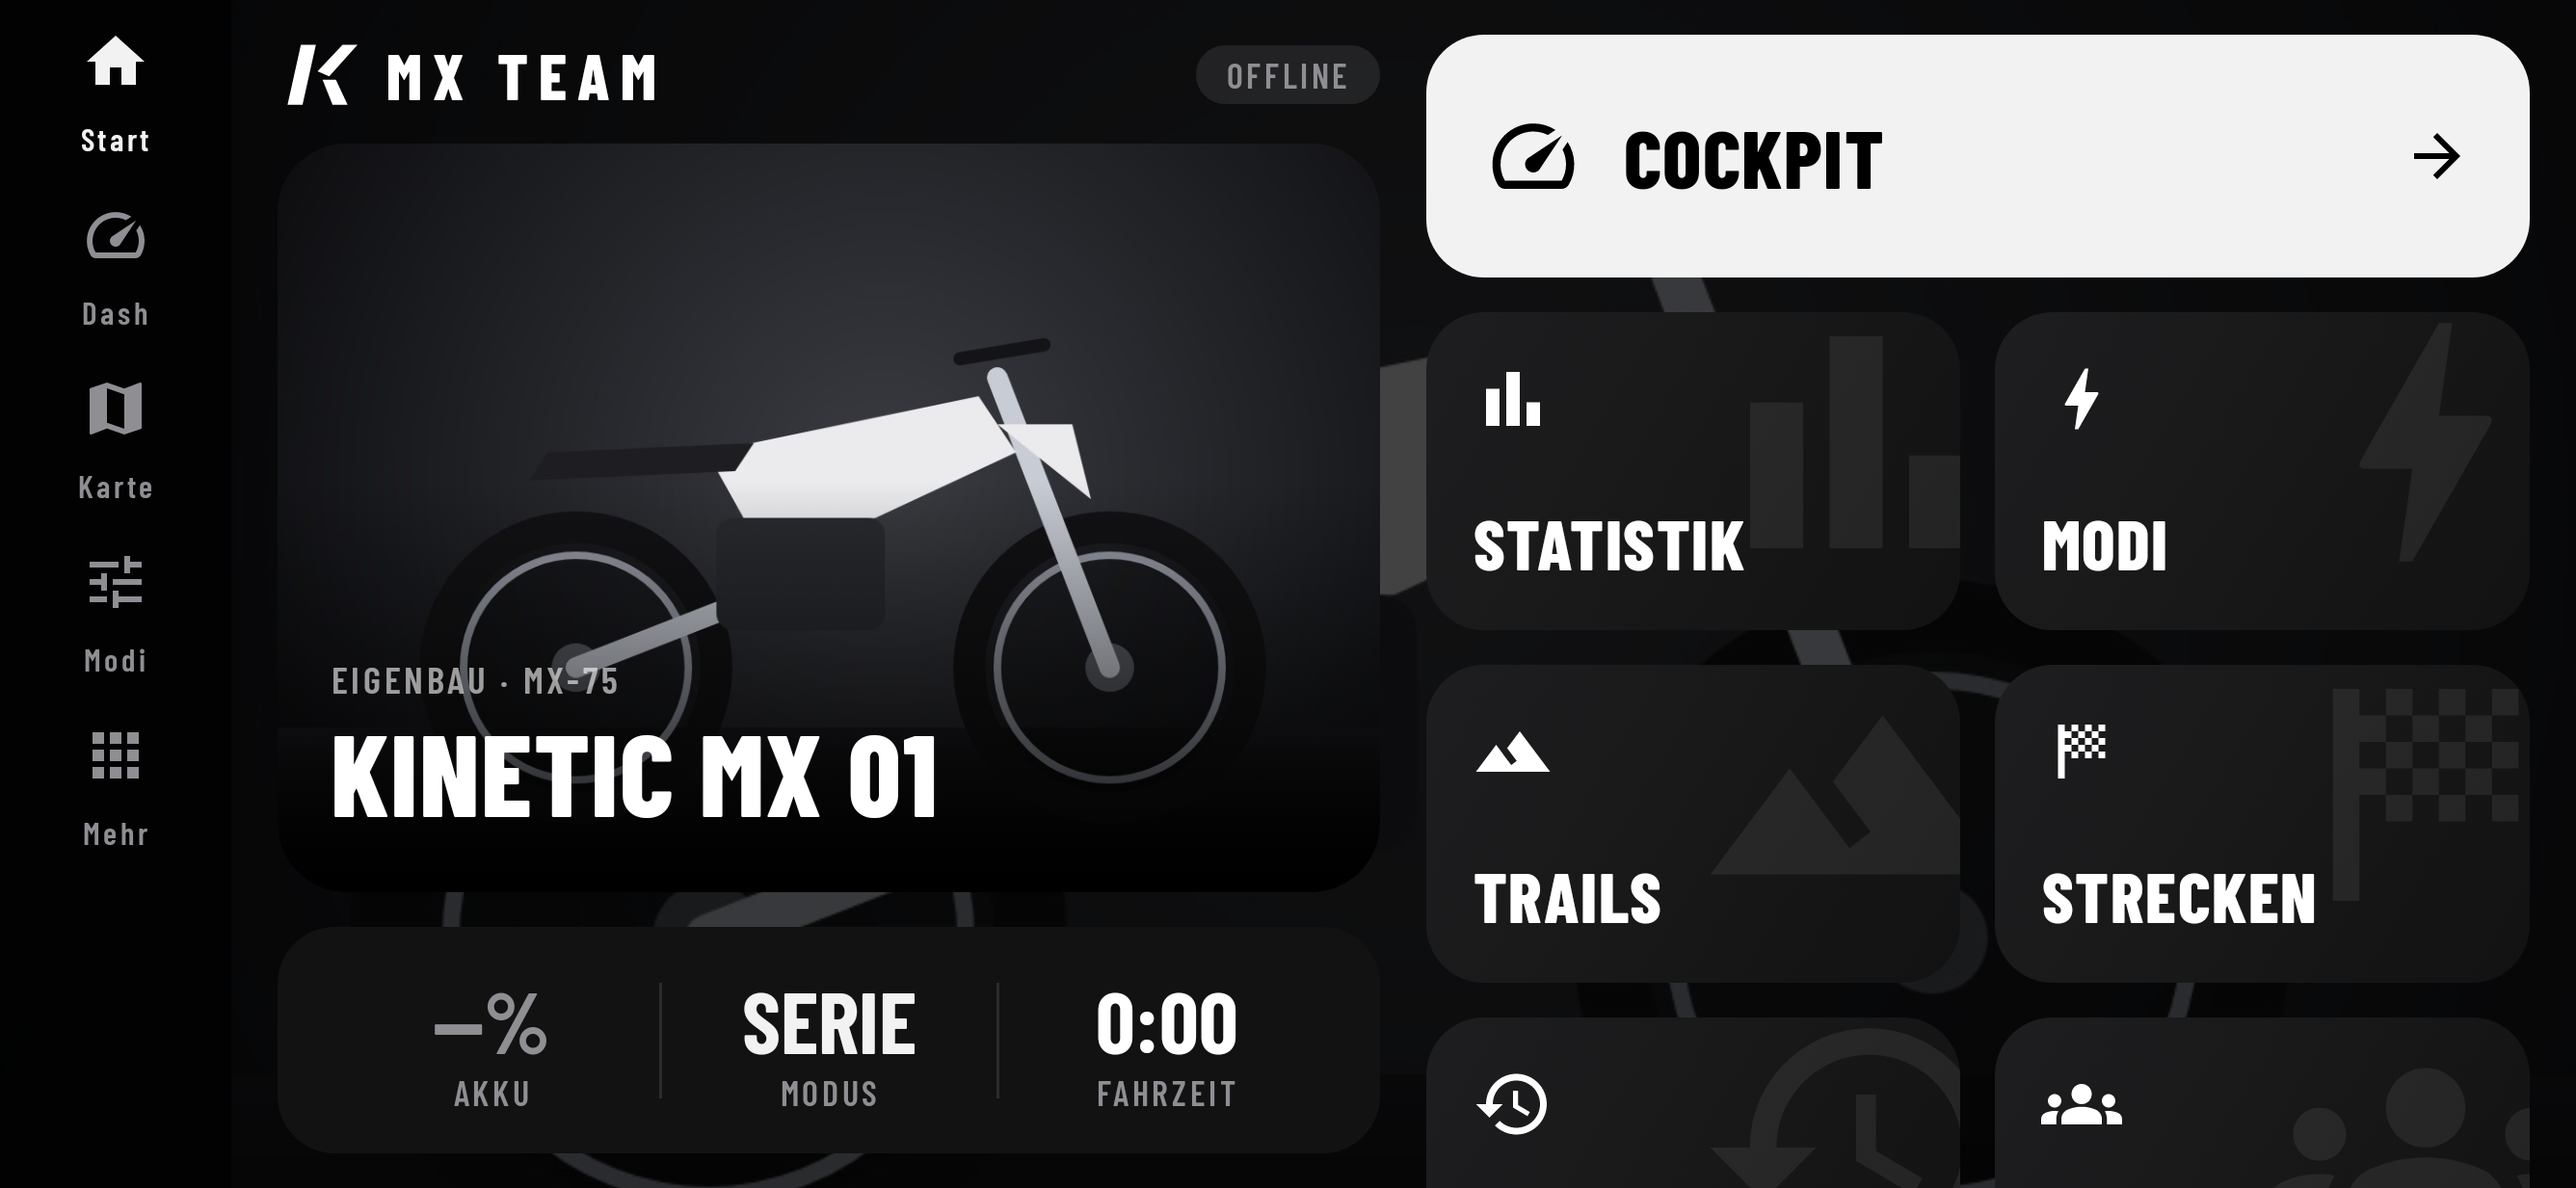 Start
Dash
Karte
Modi
Mehr
K MX TEAM
OFFLINE
EIGENBAU · MX-75
KINETIC MX 01
–% 
AKKU
SERIE
MODUS
0:00
FAHRZEIT
COCKPIT
STATISTIK
MODI
TRAILS
STRECKEN